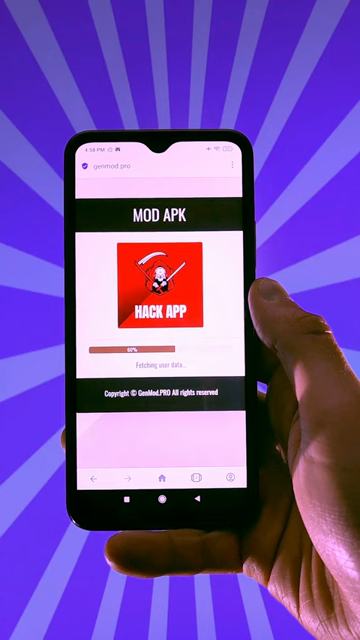 4:58 PM
genmod.pro
MOD APK
HACK APP
60%
Fetching user data...
Copyright © GenMod.PRO All rights reserved